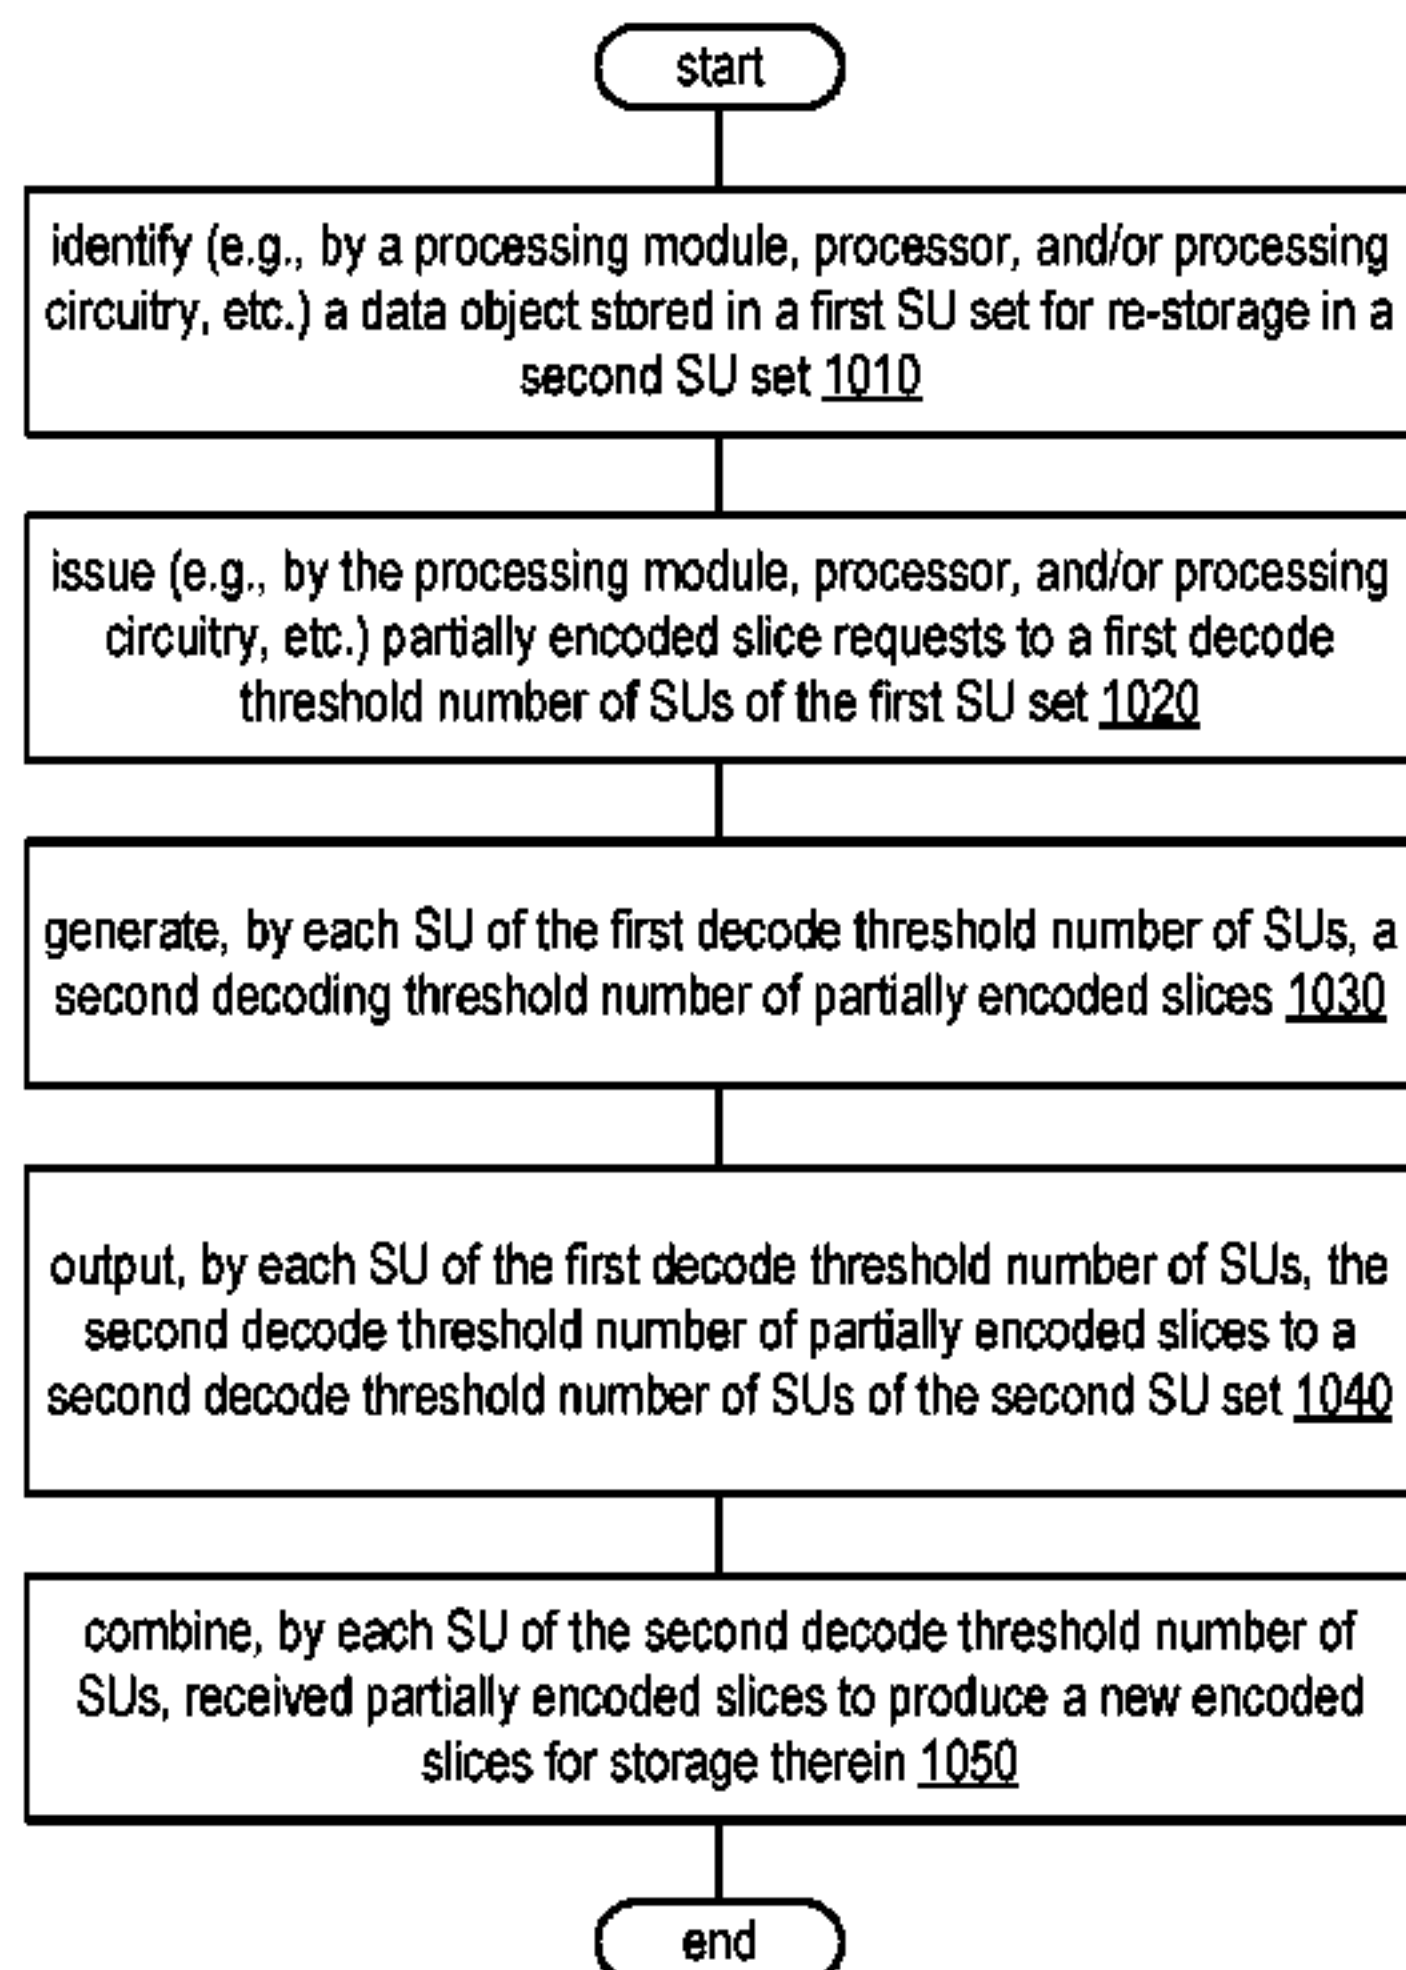 start
identify (e.g., by a processing module, processor, and/or processing
circuitry, etc.) a data object stored in a first SU set for re-storage in a
second SU set 1010
issue (e.g., by the processing module, processor, and/or processing
circuitry, etc.) partially encoded slice requests to a first decode
threshold number of SUs of the first SU set 1020
generate, by each SU of the first decode threshold number of SUs, a
second decoding threshold number of partially encoded slices 1030
output, by each SU of the first decode threshold number of SUs, the
second decode threshold number of partially encoded slices to a
second decode threshold number of SUs of the second SU set 1040
combine, by each SU of the second decode threshold number of
SUs, received partially encoded slices to produce a new encoded
slices for storage therein 1050
end